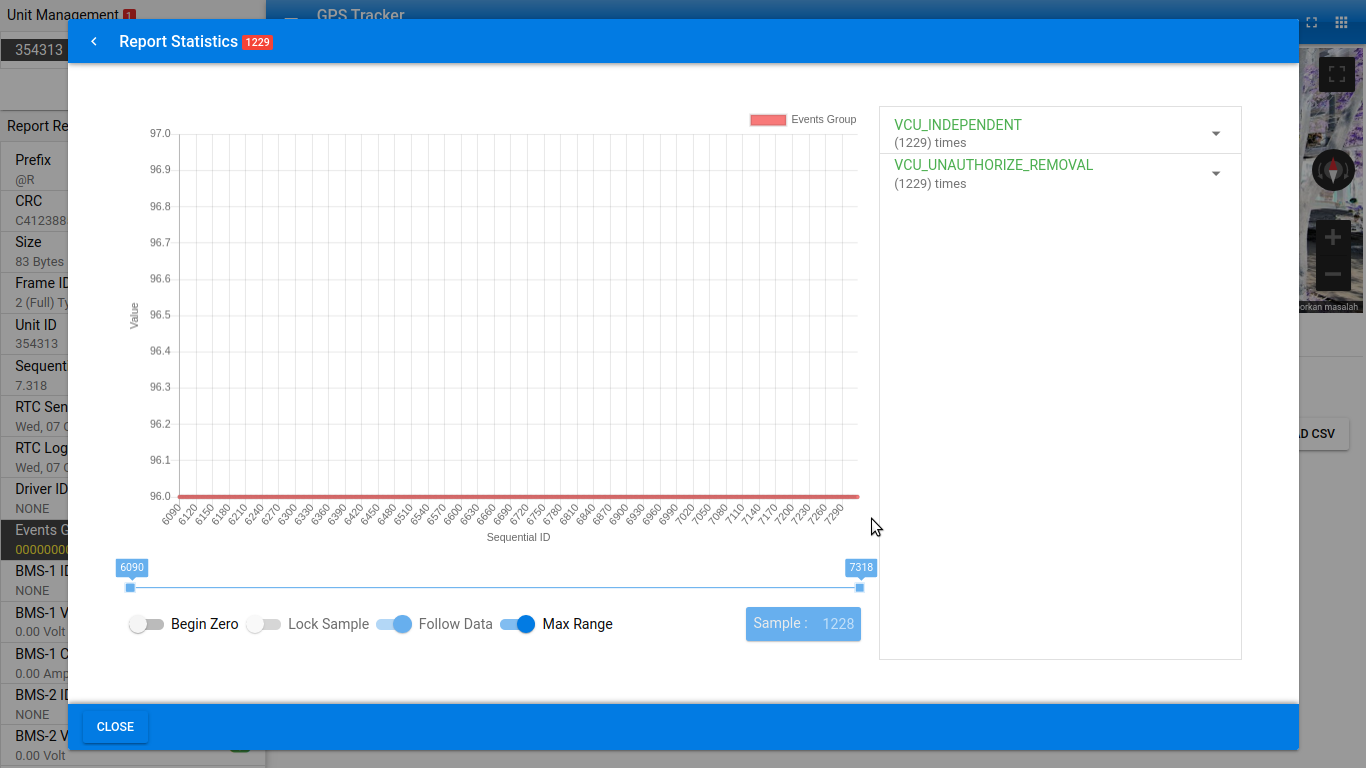 Unit Management 1
GPS Tracker
354313
Report Statistics 1229
Report Re
Prefix
@R
CRC
C412388
Size
83 Bytes
Frame ID
2 (Full) Ty
Unit ID
354313
Sequent
7.318
RTC Sen
Wed, 07 O
RTC Log
Wed, 07 O
Driver ID
NONE
Events G
00000000
BMS-1 ID
NONE
BMS-1 V
0.00 Volt
BMS-1 C
0.00 Amp
BMS-2 ID
NONE
BMS-2 V
0.00 Volt
Events Group
97.0
96.9
96.8
96.7
96.6
96.5
96.4
96.3
96.2
96.1
96.0
Value
6090 6120 6150 6180 6210 6240 6270 6300 6330 6360 6390 6420 6450 6480 6510 6540 6570 6600 6630 6660 6690 6720 6750 6780 6810 6840 6870 6900 6930 6960 6990 7020 7050 7080 7110 7140 7170 7200 7230 7260 7290
Sequential ID
6090 7318
Begin Zero Lock Sample Follow Data Max Range Sample : 1228
VCU_INDEPENDENT
(1229) times
VCU_UNAUTHORIZE_REMOVAL
(1229) times
orkan masalah
AD CSV
CLOSE